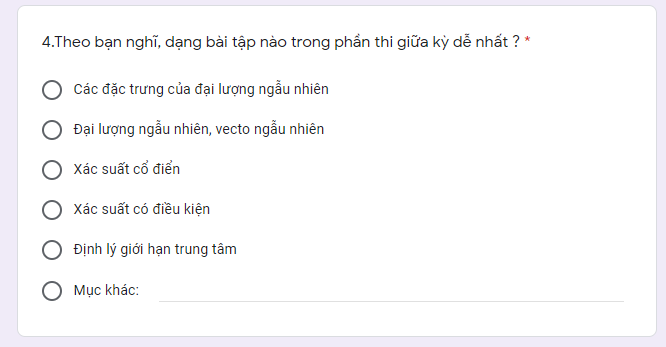 4.Theo bạn nghĩ, dạng bài tập nào trong phần thi giữa kỳ dễ nhất ? *
Các đặc trưng của đại lượng ngẫu nhiên
Đại lượng ngẫu nhiên, vecto ngẫu nhiên
Xác suất cổ điển
Xác suất có điều kiện
Định lý giới hạn trung tâm
Mục khác: